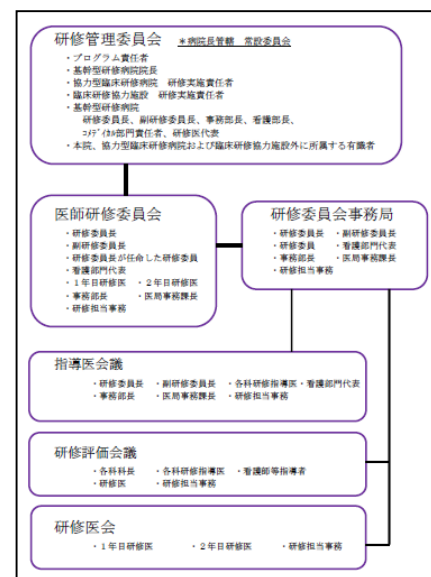 研修管理委員会 *病院長管轄 常設委員会
・プログラム責任者
・基幹型研修病院院長
・協力型臨床研修病院 研修実施責任者
・臨床研修協力施設 研修実施責任者
・基幹型研修病院
研修委員長、副研修委員長、事務部長、看護部長、
ｺﾒﾃﾞｨｶﾙ部門責任者、研修医代表
・本院、協力型臨床研修病院および臨床研修協力施設外に所属する有識者
医師研修委員会
・研修委員長
・副研修委員長
・研修委員長が任命した研修委員
・看護部門代表
・１年目研修医 ・２年目研修医
・事務部長 ・医局事務課長
・研修担当事務
研修委員会事務局
・研修委員長 ・副研修委員長
・研修委員 ・看護部門代表
・事務部長 ・医局事務課長
・研修担当事務
指導医会議
・研修委員長 ・副研修委員長 ・各科研修指導医・看護部門代表
・事務部長 ・医局事務課長 ・研修担当事務
研修評価会議
・各科科長 ・各科研修指導医 ・看護師等指導者
・研修医 ・研修担当事務
研修医会
・１年目研修医 ・２年目研修医 ・研修担当事務